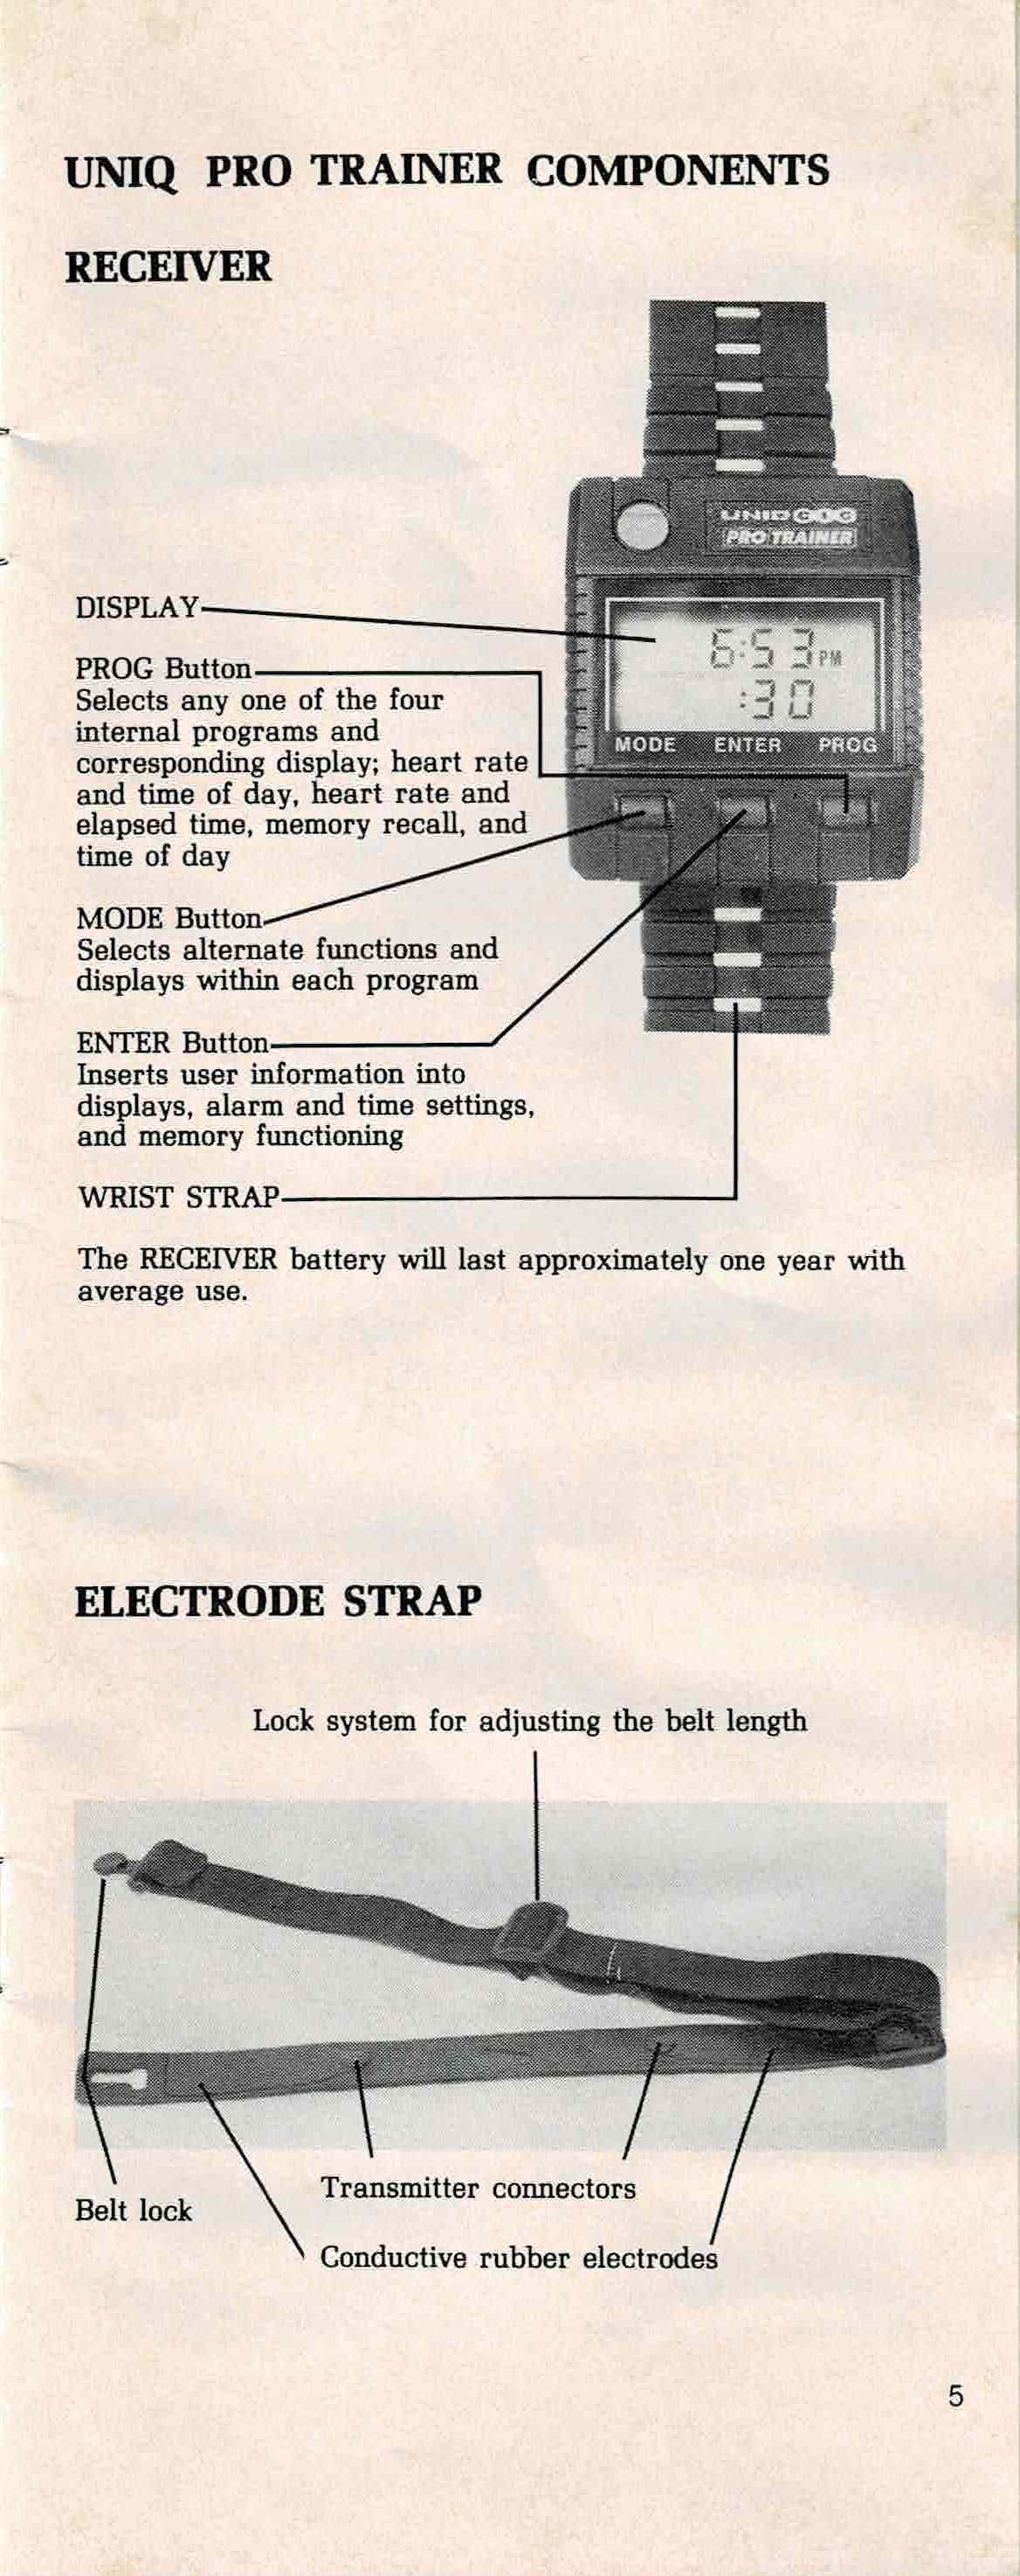 UNIQ PRO TRAINER COMPONENTS
RECEIVER
UNIQ CIC
PRO TRAINER
6:53 PM
:30
MODE ENTER PROG
DISPLAY
PROG Button
Selects any one of the four
internal programs and
corresponding display; heart rate
and time of day, heart rate and
elapsed time, memory recall, and
time of day
MODE Button
Selects alternate functions and
displays within each program
ENTER Button
Inserts user information into
displays, alarm and time settings,
and memory functioning
WRIST STRAP
The RECEIVER battery will last approximately one year with
average use.
ELECTRODE STRAP
Lock system for adjusting the belt length
Transmitter connectors
Belt lock
Conductive rubber electrodes
5